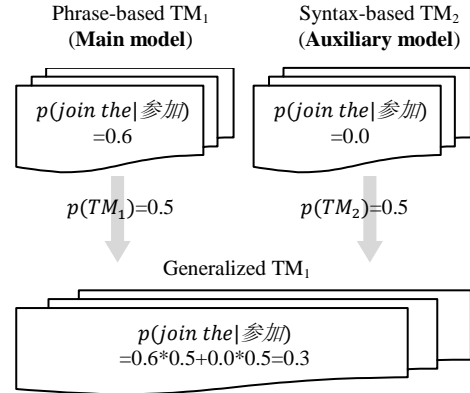 Phrase-based TM₁ Syntax-based TM₂
(Main model) (Auxiliary model)
p(join the|参加) p(join the|参加)
=0.6 =0.0
p(TM₁)=0.5 p(TM₂)=0.5
Generalized TM₁
p(join the|参加)
=0.6*0.5+0.0*0.5=0.3